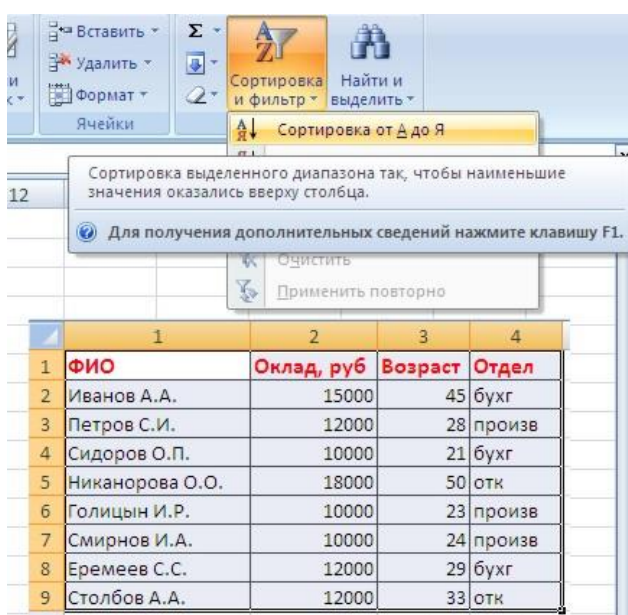 Вставить
Удалить
Формат
Ячейки
Σ
Сортировка и фильтр
Найти и выделить
Сортировка от А до Я
Сортировка выделенного диапазона так, чтобы наименьшие
значения оказались вверху столбца.
Для получения дополнительных сведений нажмите клавишу F1.
12
Очистить
Применить повторно
1 2 3 4
1 ФИО Оклад, руб Возраст Отдел
2 Иванов А.А. 15000 45 бухг
3 Петров С.И. 12000 28 произв
4 Сидоров О.П. 10000 21 бухг
5 Никанорова О.О. 18000 50 отк
6 Голицын И.Р. 10000 23 произв
7 Смирнов И.А. 10000 24 произв
8 Еремеев С.С. 12000 29 бухг
9 Столбов А.А. 12000 33 отк